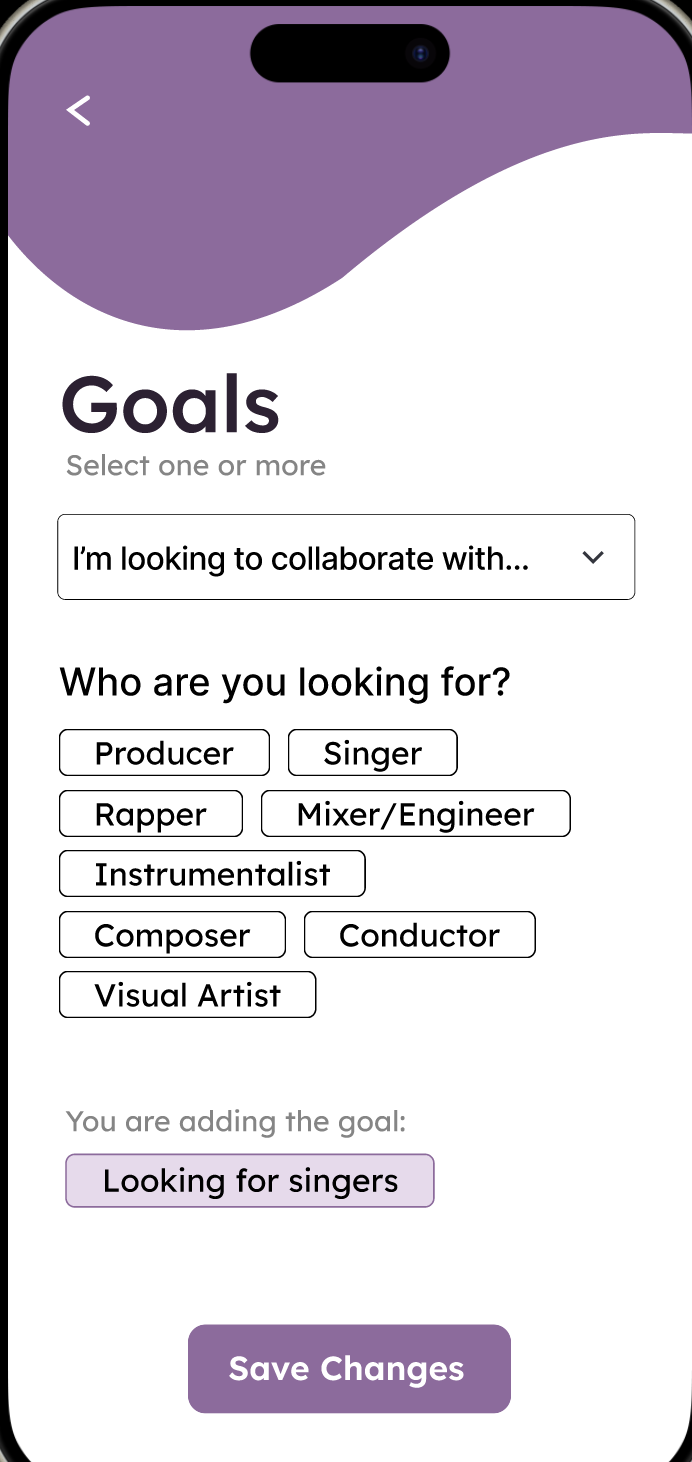 Goals
Select one or more
I'm looking to collaborate with...
Who are you looking for?
Producer
Singer
Rapper
Mixer/Engineer
Instrumentalist
Composer
Conductor
Visual Artist
You are adding the goal:
Looking for singers
Save Changes